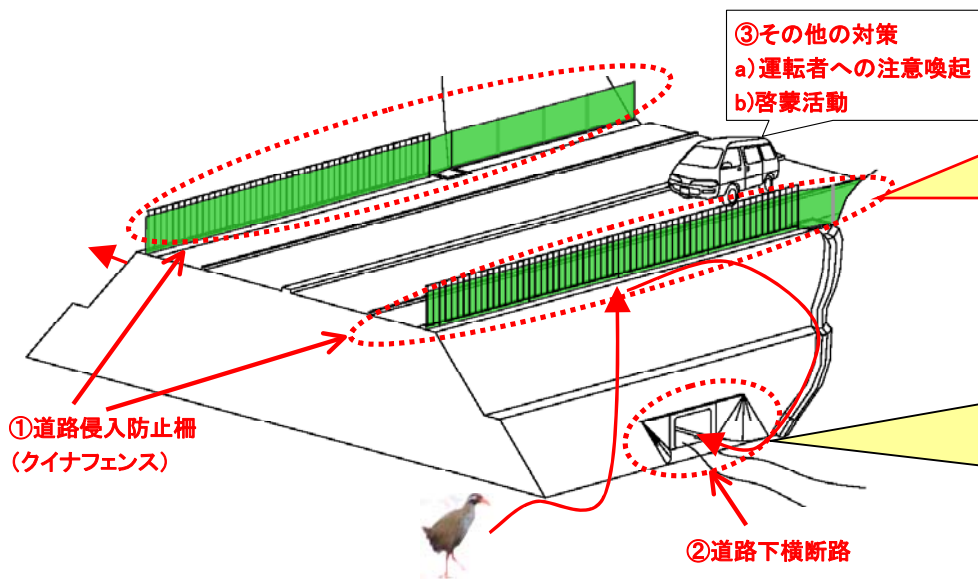 ③その他の対策
a)運転者への注意喚起
b)啓蒙活動
①道路侵入防止柵
(クイナフェンス)
②道路下横断路